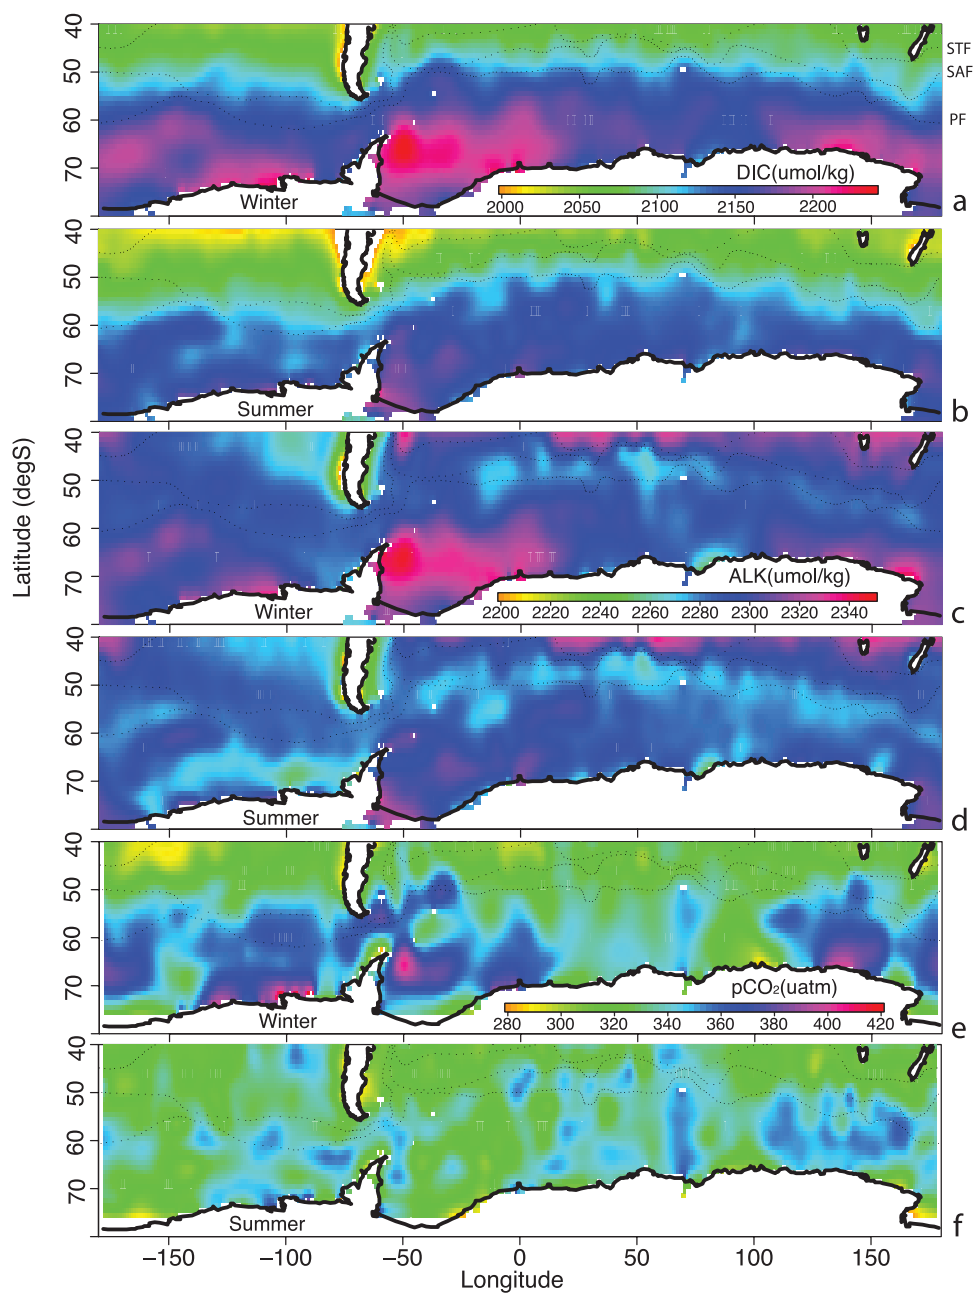 40
50
60
70
STF
SAF
PF
DIC(umol/kg)
2000 2050 2100 2150 2200
Winter
a
40
50
60
70
Summer
b
40
50
60
70
ALK(umol/kg)
2200 2220 2240 2260 2280 2300 2320 2340
Winter
c
Latitude (degS)
40
50
60
70
Summer
d
40
50
60
70
pCO₂(uatm)
280 300 320 340 360 380 400 420
Winter
e
40
50
60
70
Summer
f
−150 −100 −50 0 50 100 150
Longitude